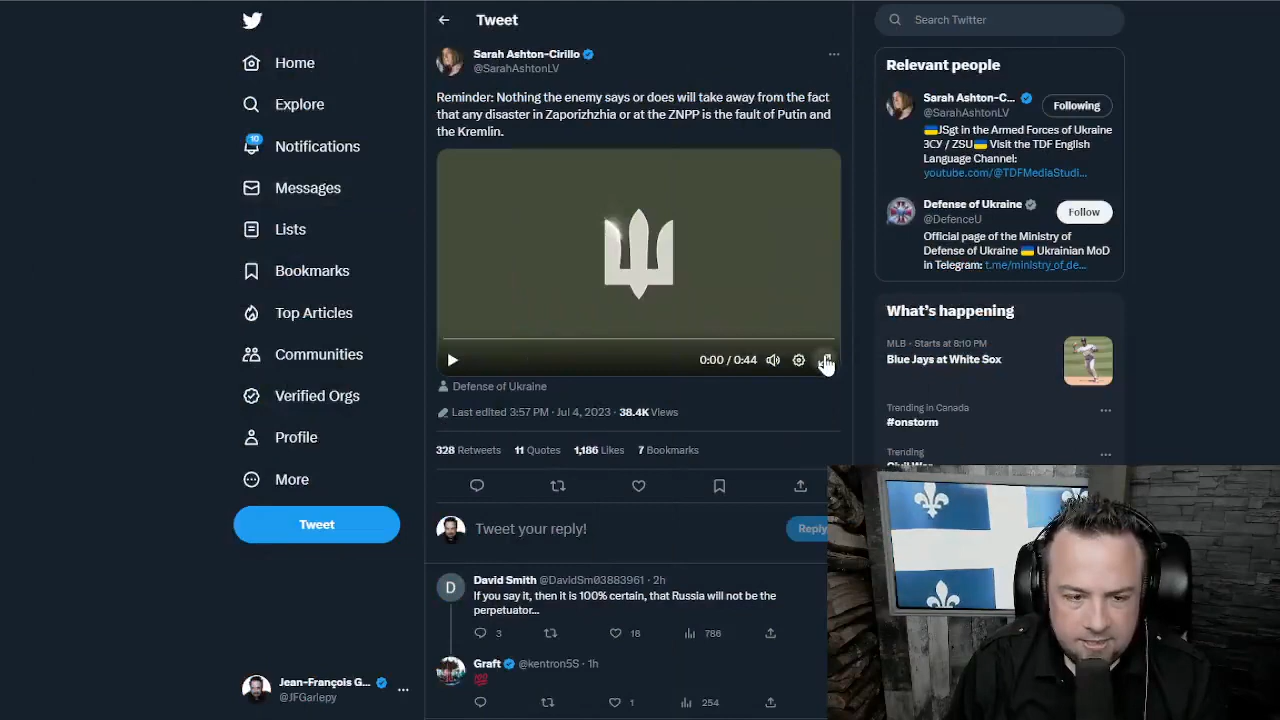 Home
Explore
10
Notifications
Messages
Lists
Bookmarks
Top Articles
Communities
Verified Orgs
Profile
More
Tweet
Jean-François G...
@JFGariepy
Tweet
Sarah Ashton-Cirillo
@SarahAshtonLV
Reminder: Nothing the enemy says or does will take away from the fact
that any disaster in Zaporizhzhia or at the ZNPP is the fault of Putin and
the Kremlin.
0:00 / 0:44
Defense of Ukraine
Last edited 3:57 PM · Jul 4, 2023 · 38.4K Views
328 Retweets 11 Quotes 1,186 Likes 7 Bookmarks
Tweet your reply!
Reply
D
David Smith @DavidSm03883961 · 2h
If you say it, then it is 100% certain, that Russia will not be the
perpetuator...
3 18 786
Graft @kentron5S · 1h
💯
1 254
Search Twitter
Relevant people
Sarah Ashton-C...
@SarahAshtonLV
Following
🇺🇦JSgt in the Armed Forces of Ukraine
ЗСУ / ZSU🇺🇦 Visit the TDF English
Language Channel:
youtube.com/@TDFMediaStudi...
Defense of Ukraine
@DefenceU
Follow
Official page of the Ministry of
Defense of Ukraine 🇺🇦 Ukrainian MoD
in Telegram: t.me/ministry_of_de...
What's happening
MLB · Starts at 8:10 PM
Blue Jays at White Sox
Trending in Canada
#onstorm
Trending
Civil War